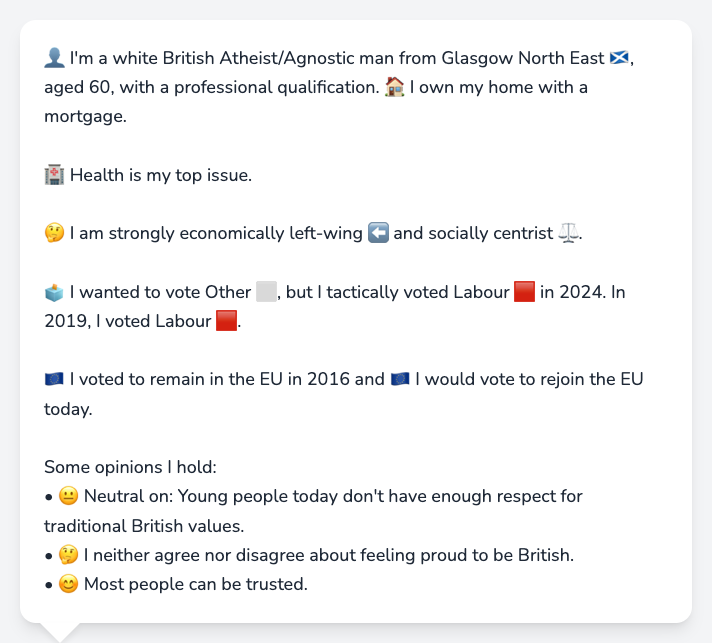 👤 I'm a white British Atheist/Agnostic man from Glasgow North East 🏴󠁧󠁢󠁳󠁣󠁴󠁿,
aged 60, with a professional qualification. 🏠 I own my home with a
mortgage.
🏥 Health is my top issue.
🤔 I am strongly economically left-wing ⬅️ and socially centrist ⚖️.
🗳️ I wanted to vote Other ⬜, but I tactically voted Labour 🟥 in 2024. In
2019, I voted Labour 🟥.
🇪🇺 I voted to remain in the EU in 2016 and 🇪🇺 I would vote to rejoin the EU
today.
Some opinions I hold:
• 😐 Neutral on: Young people today don't have enough respect for
traditional British values.
• 🤔 I neither agree nor disagree about feeling proud to be British.
• 😊 Most people can be trusted.